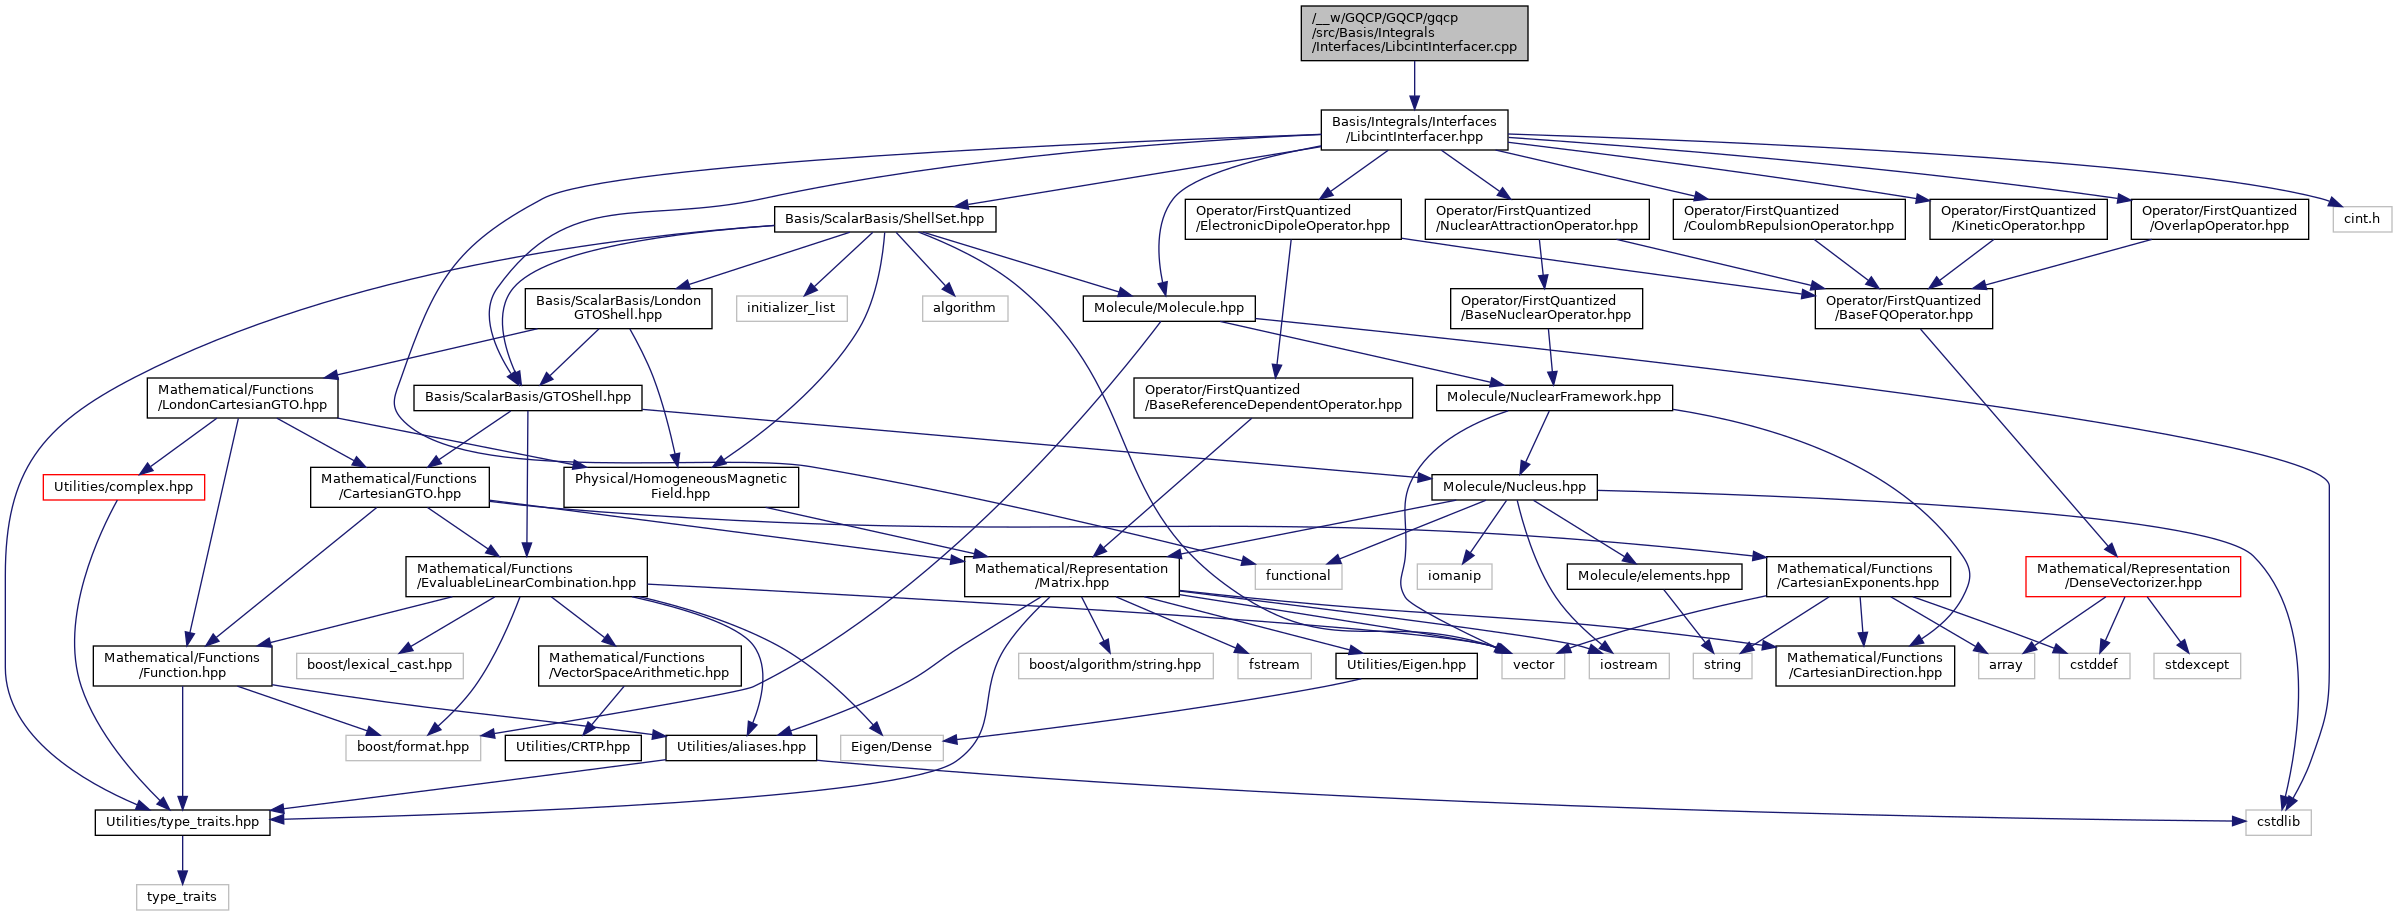 /__w/GQCP/GQCP/gqcp
/src/Basis/Integrals
/Interfaces/LibcintInterfacer.cpp
Basis/Integrals/Interfaces
/LibcintInterfacer.hpp
Basis/ScalarBasis/ShellSet.hpp
Operator/FirstQuantized
/ElectronicDipoleOperator.hpp
Operator/FirstQuantized
/NuclearAttractionOperator.hpp
Operator/FirstQuantized
/CoulombRepulsionOperator.hpp
Operator/FirstQuantized
/KineticOperator.hpp
Operator/FirstQuantized
/OverlapOperator.hpp
cint.h
Basis/ScalarBasis/London
GTOShell.hpp
initializer_list
algorithm
Molecule/Molecule.hpp
Operator/FirstQuantized
/BaseNuclearOperator.hpp
Operator/FirstQuantized
/BaseFQOperator.hpp
Mathematical/Functions
/LondonCartesianGTO.hpp
Basis/ScalarBasis/GTOShell.hpp
Operator/FirstQuantized
/BaseReferenceDependentOperator.hpp
Molecule/NuclearFramework.hpp
Utilities/complex.hpp
Mathematical/Functions
/CartesianGTO.hpp
Physical/HomogeneousMagnetic
Field.hpp
Molecule/Nucleus.hpp
Mathematical/Functions
/EvaluableLinearCombination.hpp
Mathematical/Representation
/Matrix.hpp
functional
iomanip
Molecule/elements.hpp
Mathematical/Functions
/CartesianExponents.hpp
Mathematical/Representation
/DenseVectorizer.hpp
Mathematical/Functions
/Function.hpp
boost/lexical_cast.hpp
Mathematical/Functions
/VectorSpaceArithmetic.hpp
boost/algorithm/string.hpp
fstream
Utilities/Eigen.hpp
vector
iostream
string
Mathematical/Functions
/CartesianDirection.hpp
array
cstddef
stdexcept
boost/format.hpp
Utilities/CRTP.hpp
Utilities/aliases.hpp
Eigen/Dense
Utilities/type_traits.hpp
cstdlib
type_traits